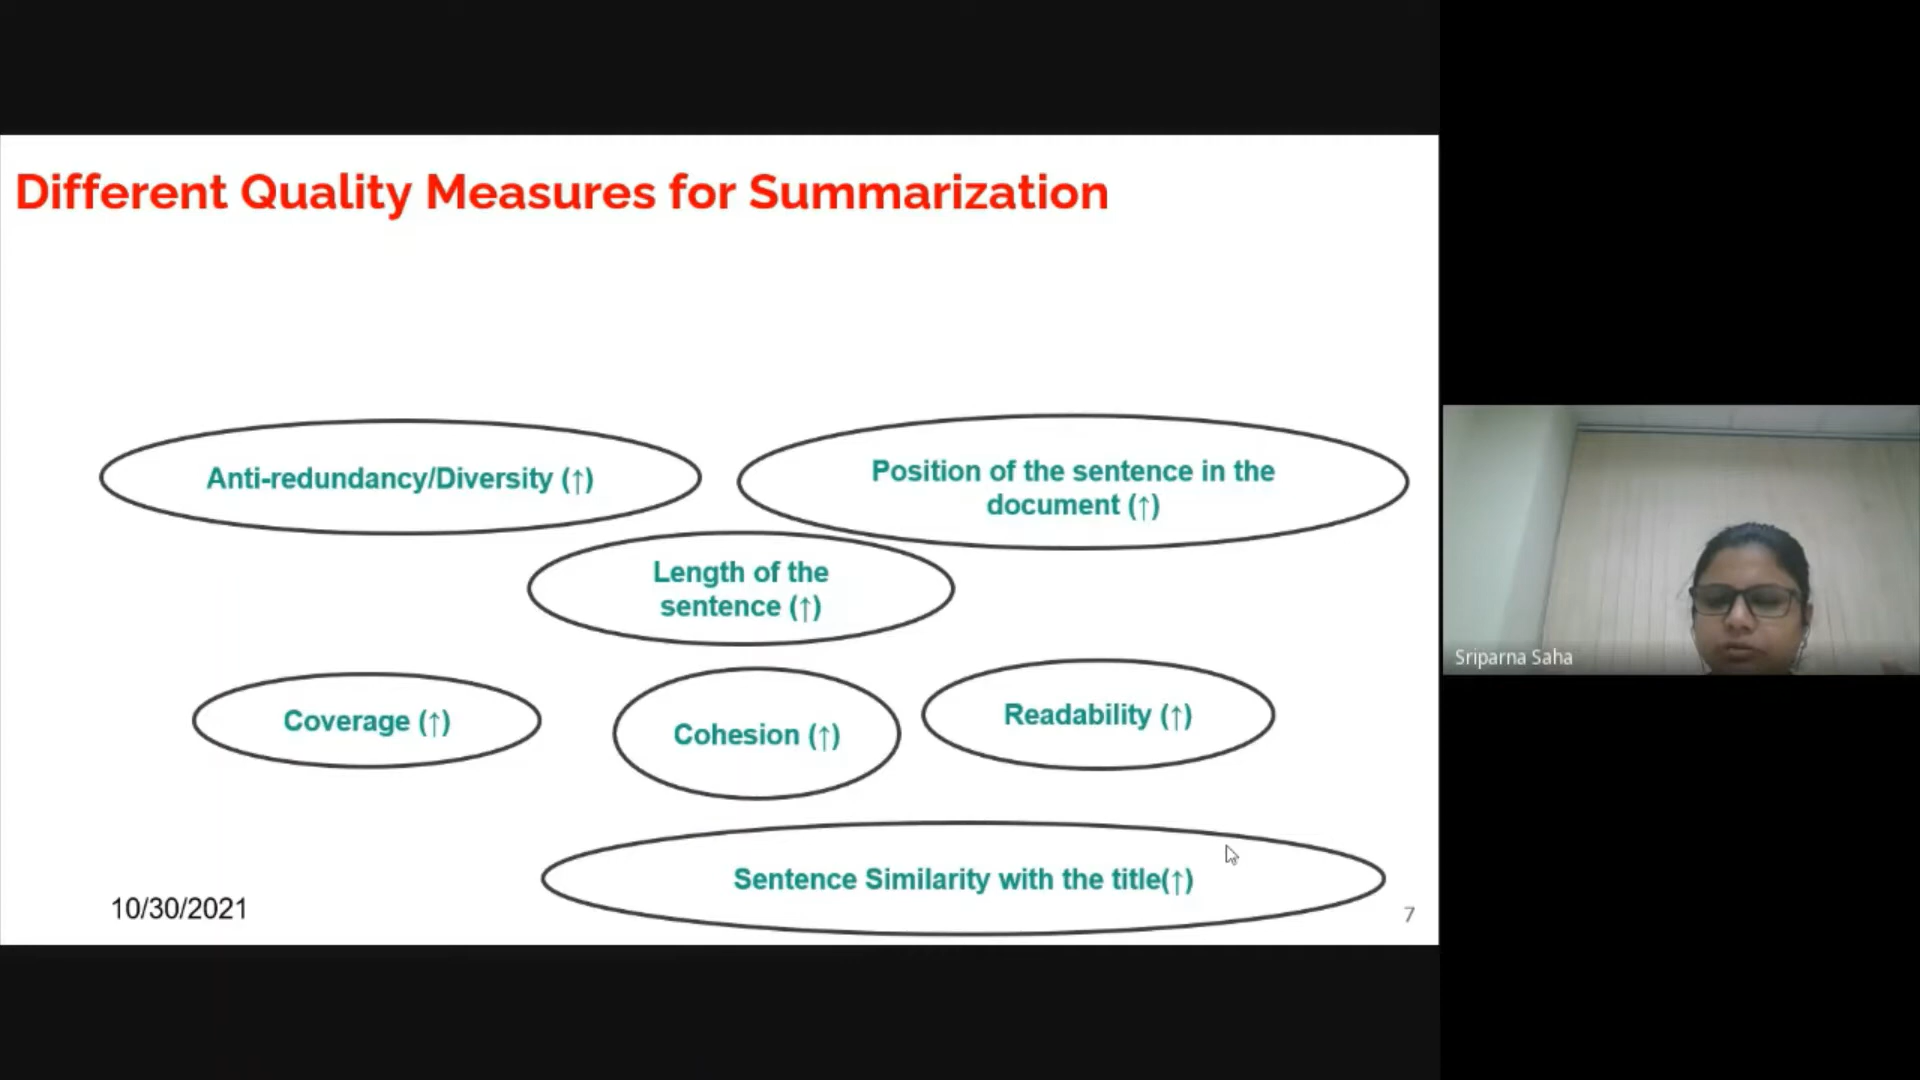 Different Quality Measures for Summarization
Anti-redundancy/Diversity (↑)
Position of the sentence in the
document (↑)
Length of the
sentence (↑)
Coverage (↑)
Cohesion (↑)
Readability (↑)
Sentence Similarity with the title(↑)
10/30/2021
7
Sriparna Saha